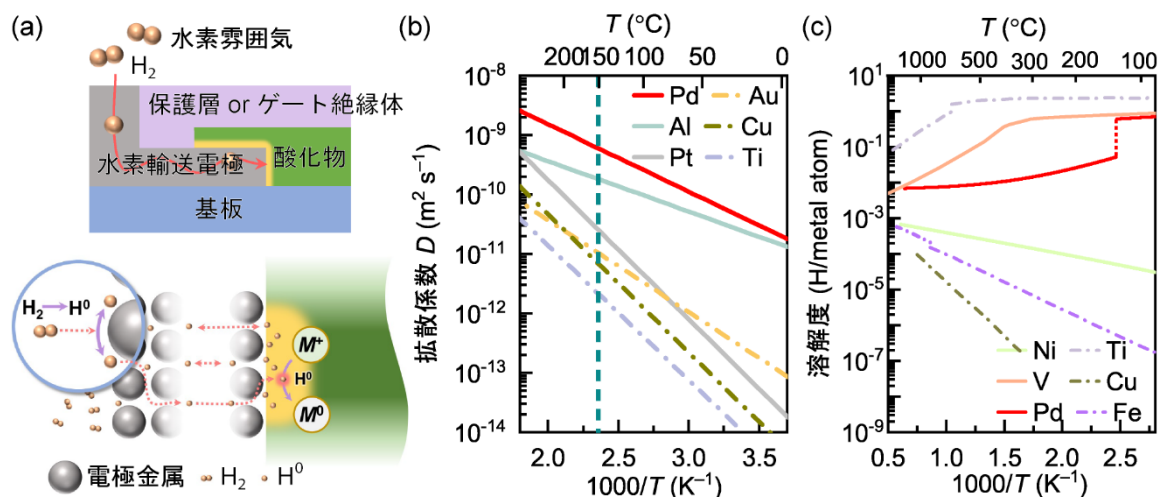 (a)
水素雰囲気
H₂
保護層 or ゲート絶縁体
水素輸送電極
酸化物
基板
H₂
H⁰
M⁺
H⁰
M⁰
電極金属
H₂
H⁰
(b)
T (°C)
200 150 100 50 0
10⁻⁸
10⁻⁹
10⁻¹⁰
10⁻¹¹
10⁻¹²
10⁻¹³
10⁻¹⁴
拡散係数 D (m² s⁻¹)
Pd Au
Al Cu
Pt Ti
2.0 2.5 3.0 3.5
1000/T (K⁻¹)
(c)
T (°C)
1000 500 300 200 100
10¹
10⁻¹
10⁻³
10⁻⁵
10⁻⁷
10⁻⁹
溶解度 (H/metal atom)
Ni Ti
V Cu
Pd Fe
0.5 1.0 1.5 2.0 2.5
1000/T (K⁻¹)